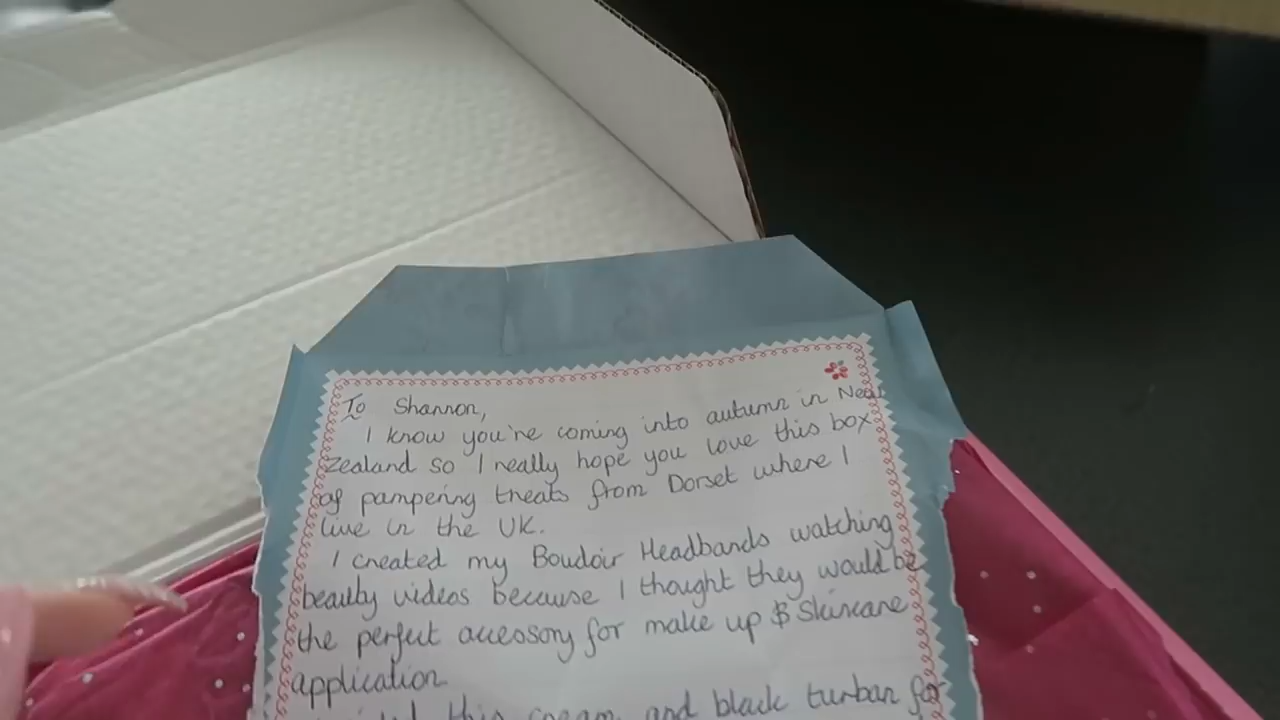 To Shannon,
I know you're coming into autumn in New
Zealand so I really hope you love this box
of pampering treats from Dorset where I
live in the UK.
I created my Boudoir Headbands watching
beauty videos because I thought they would be
the perfect accessory for make up & Skincare
application.
this cream and black turban for